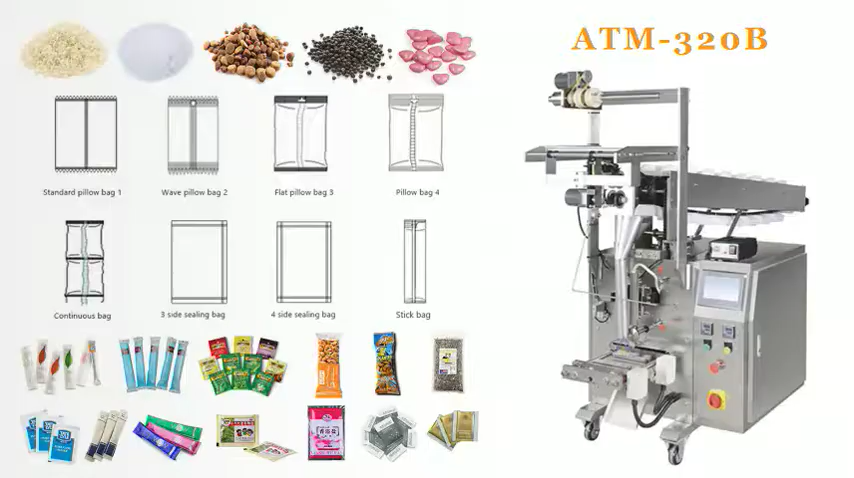 ATM-320B
Standard pillow bag 1
Wave pillow bag 2
Flat pillow bag 3
Pillow bag 4
Continuous bag
3 side sealing bag
4 side sealing bag
Stick bag